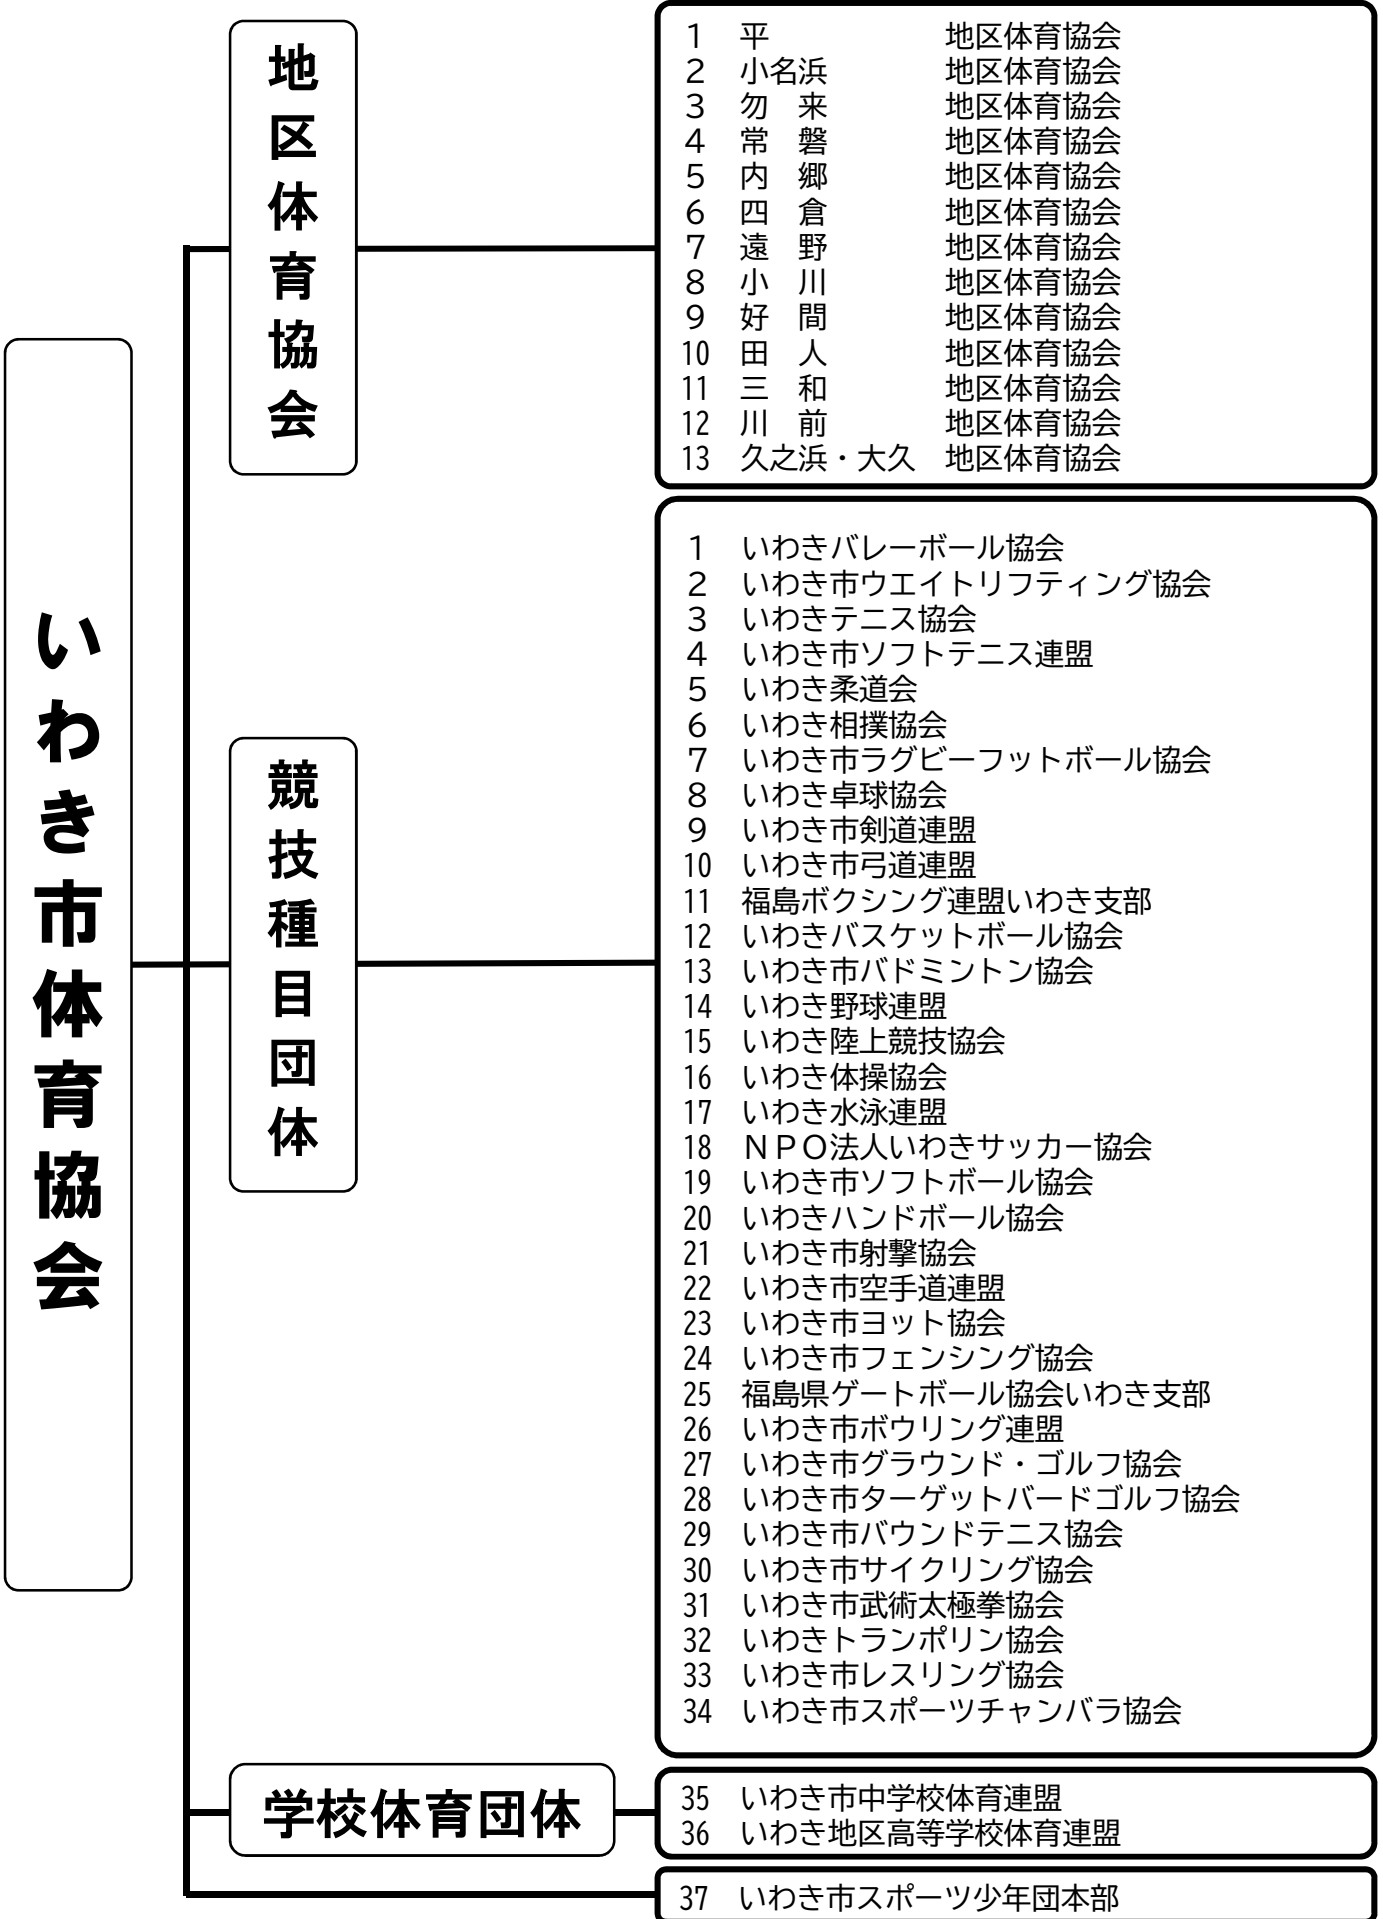 いわき市体育協会
地区体育協会
1 平 地区体育協会
2 小名浜 地区体育協会
3 勿 来 地区体育協会
4 常 磐 地区体育協会
5 内 郷 地区体育協会
6 四 倉 地区体育協会
7 遠 野 地区体育協会
8 小 川 地区体育協会
9 好 間 地区体育協会
10 田 人 地区体育協会
11 三 和 地区体育協会
12 川 前 地区体育協会
13 久之浜・大久 地区体育協会
競技種目団体
1 いわきバレーボール協会
2 いわき市ウエイトリフティング協会
3 いわきテニス協会
4 いわき市ソフトテニス連盟
5 いわき柔道会
6 いわき相撲協会
7 いわき市ラグビーフットボール協会
8 いわき卓球協会
9 いわき市剣道連盟
10 いわき市弓道連盟
11 福島ボクシング連盟いわき支部
12 いわきバスケットボール協会
13 いわき市バドミントン協会
14 いわき野球連盟
15 いわき陸上競技協会
16 いわき体操協会
17 いわき水泳連盟
18 ＮＰＯ法人いわきサッカー協会
19 いわき市ソフトボール協会
20 いわきハンドボール協会
21 いわき市射撃協会
22 いわき市空手道連盟
23 いわき市ヨット協会
24 いわき市フェンシング協会
25 福島県ゲートボール協会いわき支部
26 いわき市ボウリング連盟
27 いわき市グラウンド・ゴルフ協会
28 いわき市ターゲットバードゴルフ協会
29 いわき市バウンドテニス協会
30 いわき市サイクリング協会
31 いわき市武術太極拳協会
32 いわきトランポリン協会
33 いわき市レスリング協会
34 いわき市スポーツチャンバラ協会
学校体育団体
35 いわき市中学校体育連盟
36 いわき地区高等学校体育連盟
37 いわき市スポーツ少年団本部